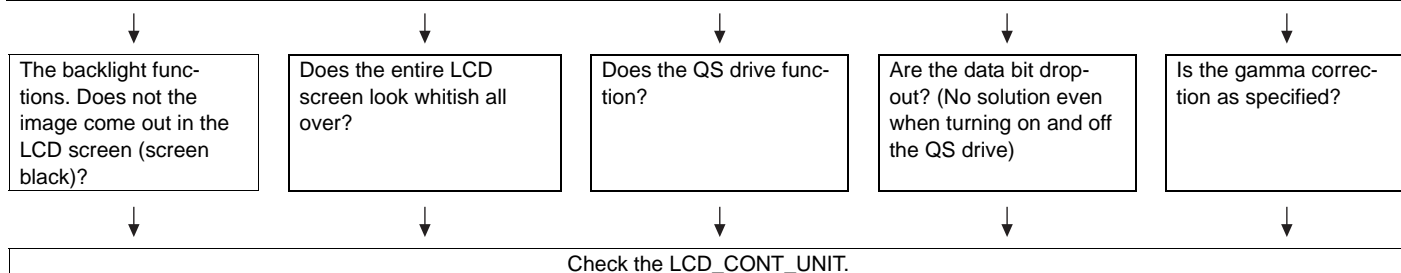 The backlight func-
tions. Does not the
image come out in the
LCD screen (screen
black)?
Does the entire LCD
screen look whitish all
over?
Does the QS drive func-
tion?
Are the data bit drop-
out? (No solution even
when turning on and off
the QS drive)
Is the gamma correc-
tion as specified?
Check the LCD_CONT_UNIT.